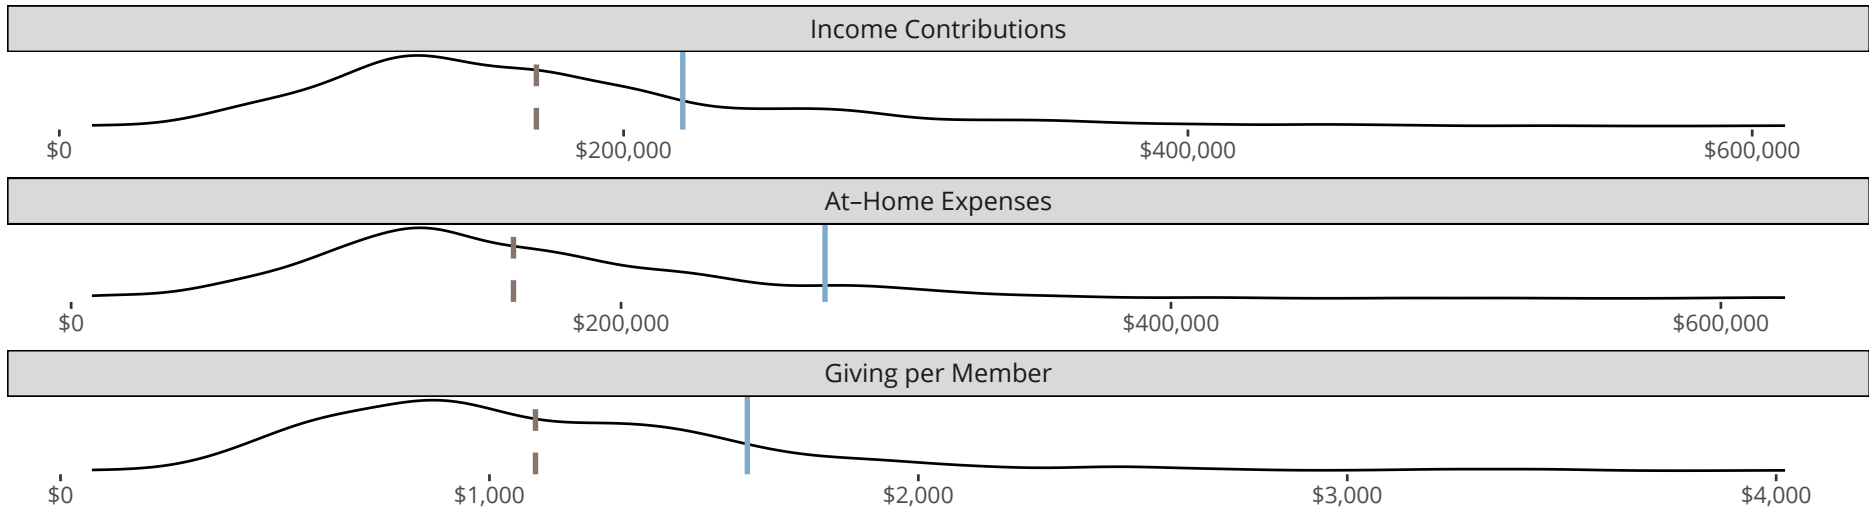 Income Contributions
$0 $200,000 $400,000 $600,000
At–Home Expenses
$0 $200,000 $400,000 $600,000
Giving per Member
$0 $1,000 $2,000 $3,000 $4,000